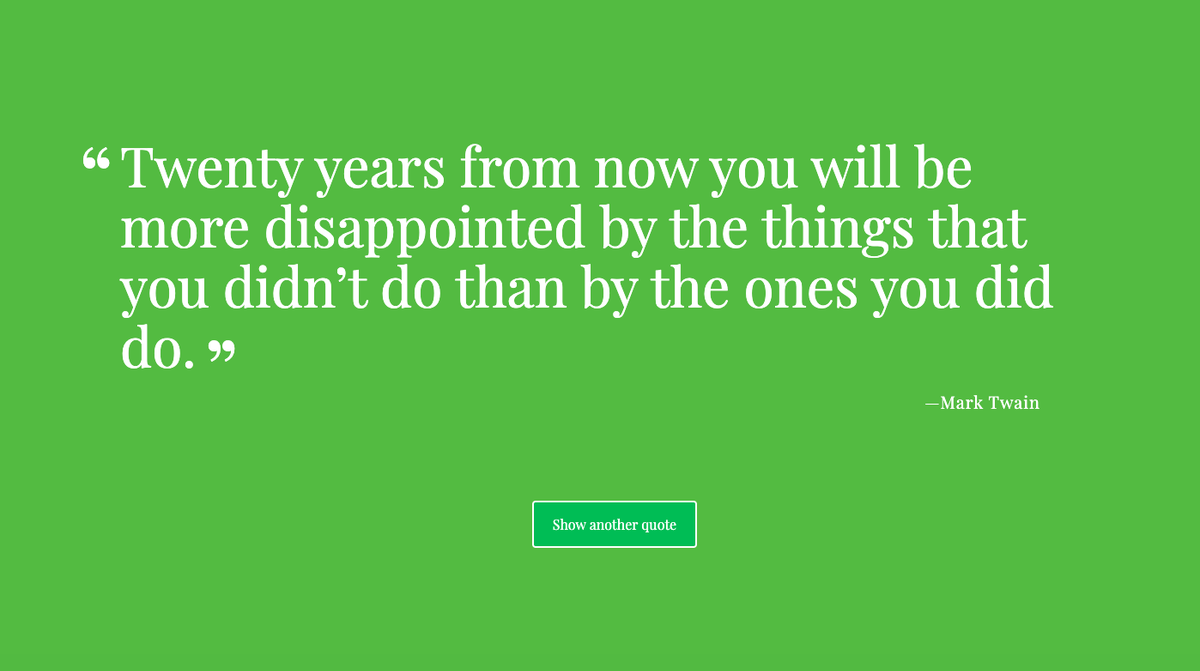 “Twenty years from now you will be
more disappointed by the things that
you didn’t do than by the ones you did
do.”
—Mark Twain
Show another quote